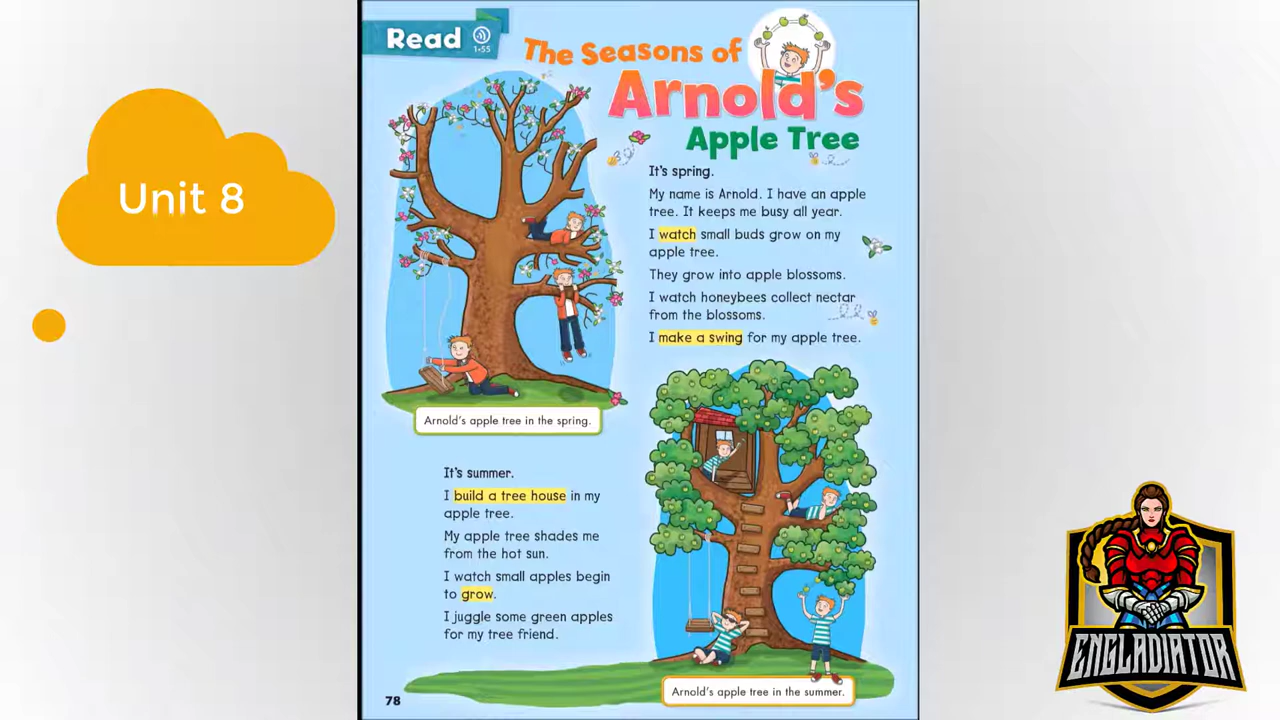 Unit 8
Read
1·55
The Seasons of
Arnold's
Apple Tree
It's spring.
My name is Arnold. I have an apple
tree. It keeps me busy all year.
I watch small buds grow on my
apple tree.
They grow into apple blossoms.
I watch honeybees collect nectar
from the blossoms.
I make a swing for my apple tree.
Arnold's apple tree in the spring.
It's summer.
I build a tree house in my
apple tree.
My apple tree shades me
from the hot sun.
I watch small apples begin
to grow.
I juggle some green apples
for my tree friend.
Arnold's apple tree in the summer.
78
ENGLADIATOR